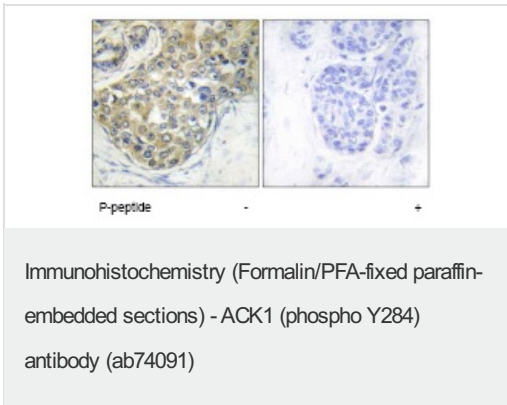 P-peptide - +
Immunohistochemistry (Formalin/PFA-fixed paraffin-
embedded sections) - ACK1 (phospho Y284)
antibody (ab74091)